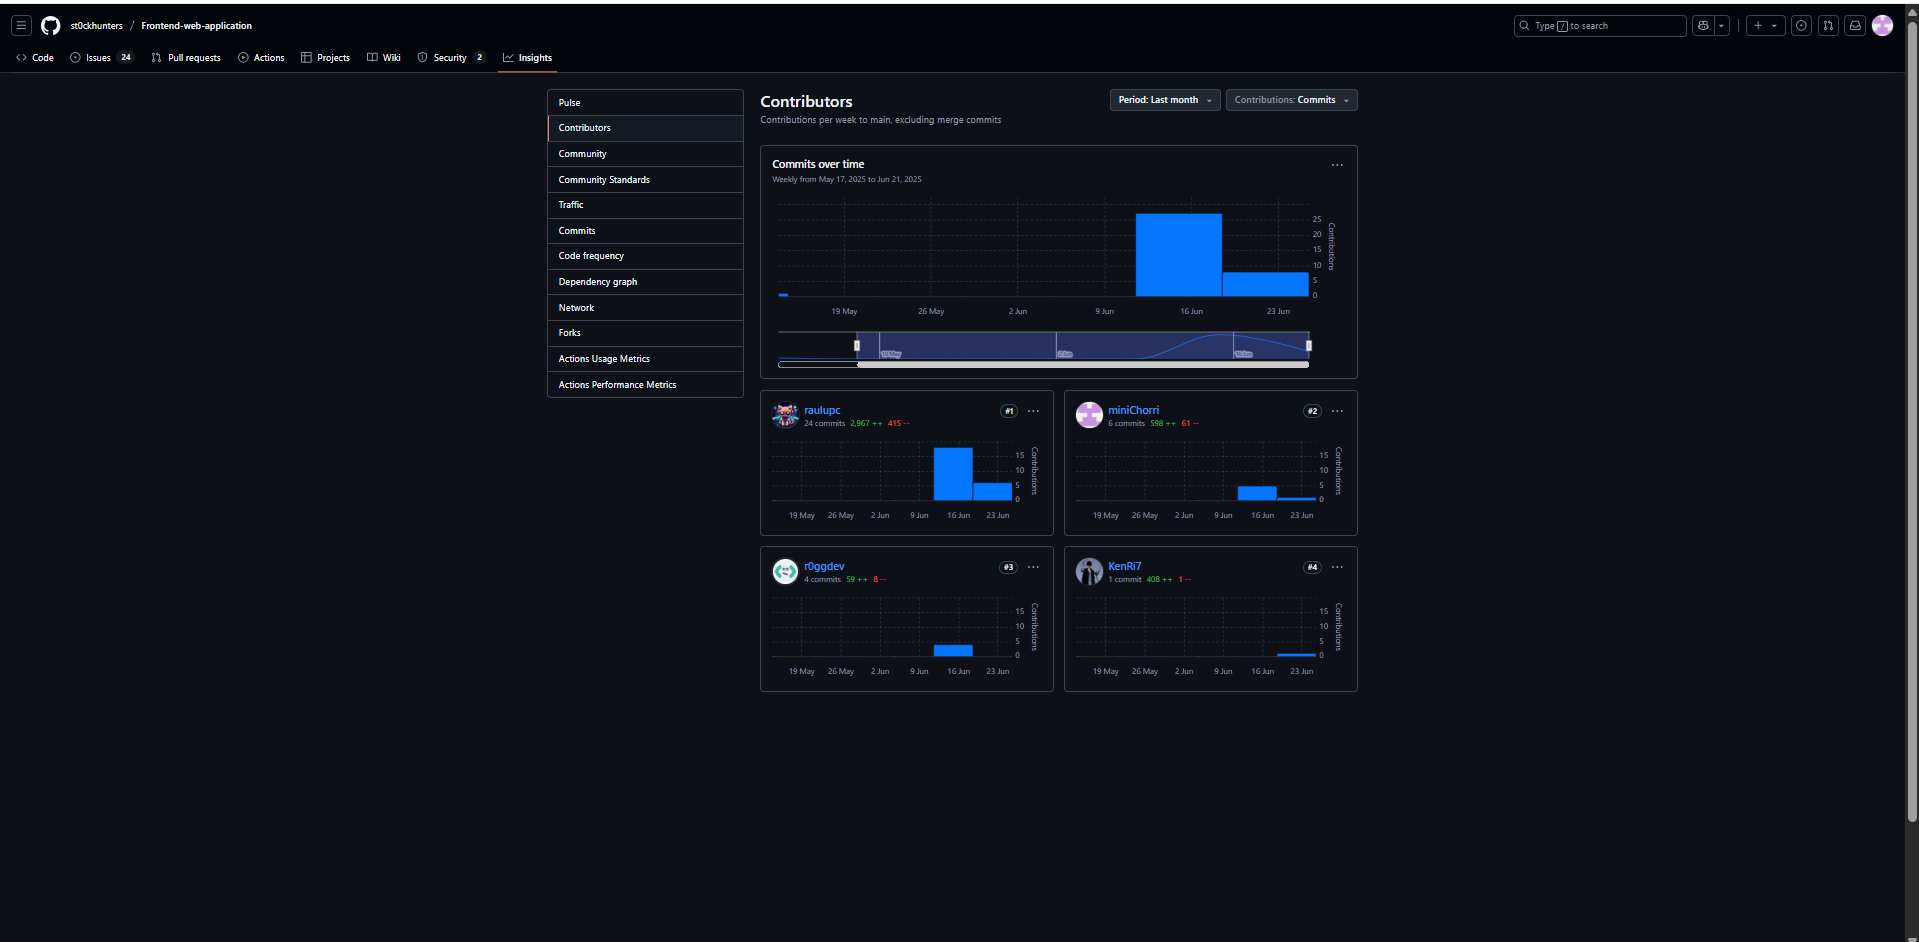 st0ckhunters / Frontend-web-application
Type / to search
Code
Issues 24
Pull requests
Actions
Projects
Wiki
Security 2
Insights
Pulse
Contributors
Community
Community Standards
Traffic
Commits
Code frequency
Dependency graph
Network
Forks
Actions Usage Metrics
Actions Performance Metrics
Contributors
Contributions per week to main, excluding merge commits
Period: Last month
Contributions: Commits
Commits over time
Weekly from May 17, 2025 to Jun 21, 2025
25
20
15
10
5
0
Contributions
19 May 26 May 2 Jun 9 Jun 16 Jun 23 Jun
raulupc #1
24 commits 2,967 ++ 415 --
15
10
5
0
Contributions
19 May 26 May 2 Jun 9 Jun 16 Jun 23 Jun
miniChorri #2
6 commits 598 ++ 61 --
15
10
5
0
Contributions
19 May 26 May 2 Jun 9 Jun 16 Jun 23 Jun
r0ggdev #3
4 commits 59 ++ 8 --
15
10
5
0
Contributions
19 May 26 May 2 Jun 9 Jun 16 Jun 23 Jun
KenRi7 #4
1 commit 408 ++ 1 --
15
10
5
0
Contributions
19 May 26 May 2 Jun 9 Jun 16 Jun 23 Jun